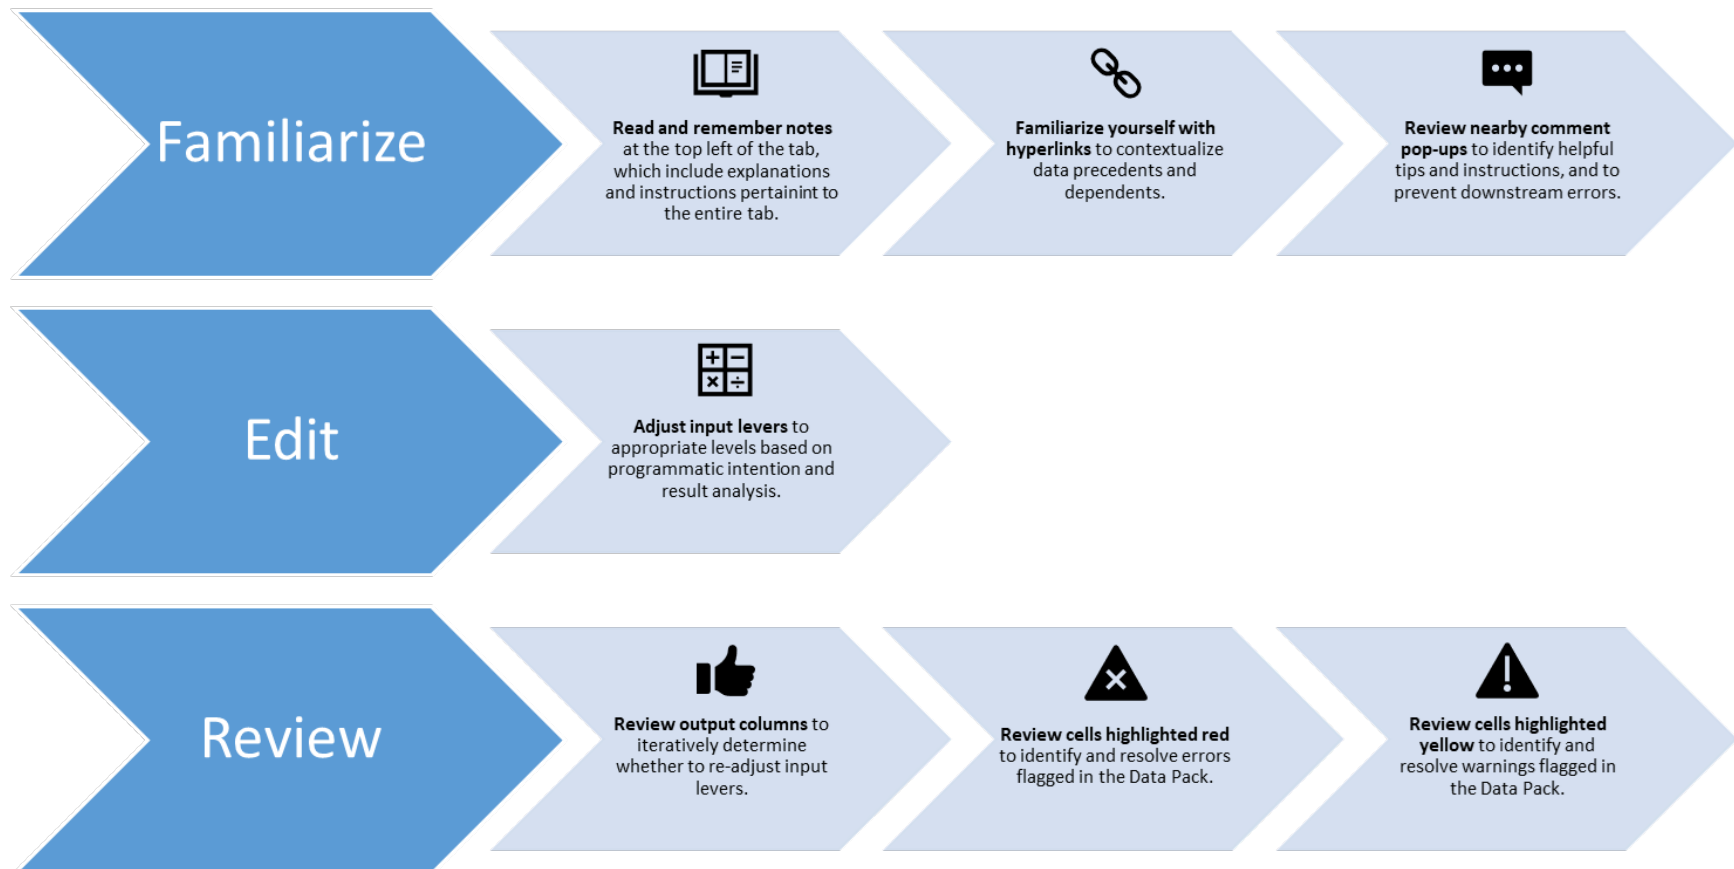 Familiarize
Read and remember notes
at the top left of the tab,
which include explanations
and instructions pertainint to
the entire tab.
Familiarize yourself with
hyperlinks to contextualize
data precedents and
dependents.
Review nearby comment
pop-ups to identify helpful
tips and instructions, and to
prevent downstream errors.
Edit
Adjust input levers to
appropriate levels based on
programmatic intention and
result analysis.
Review
Review output columns to
iteratively determine
whether to re-adjust input
levers.
Review cells highlighted red
to identify and resolve errors
flagged in the Data Pack.
Review cells highlighted
yellow to identify and
resolve warnings flagged in
the Data Pack.